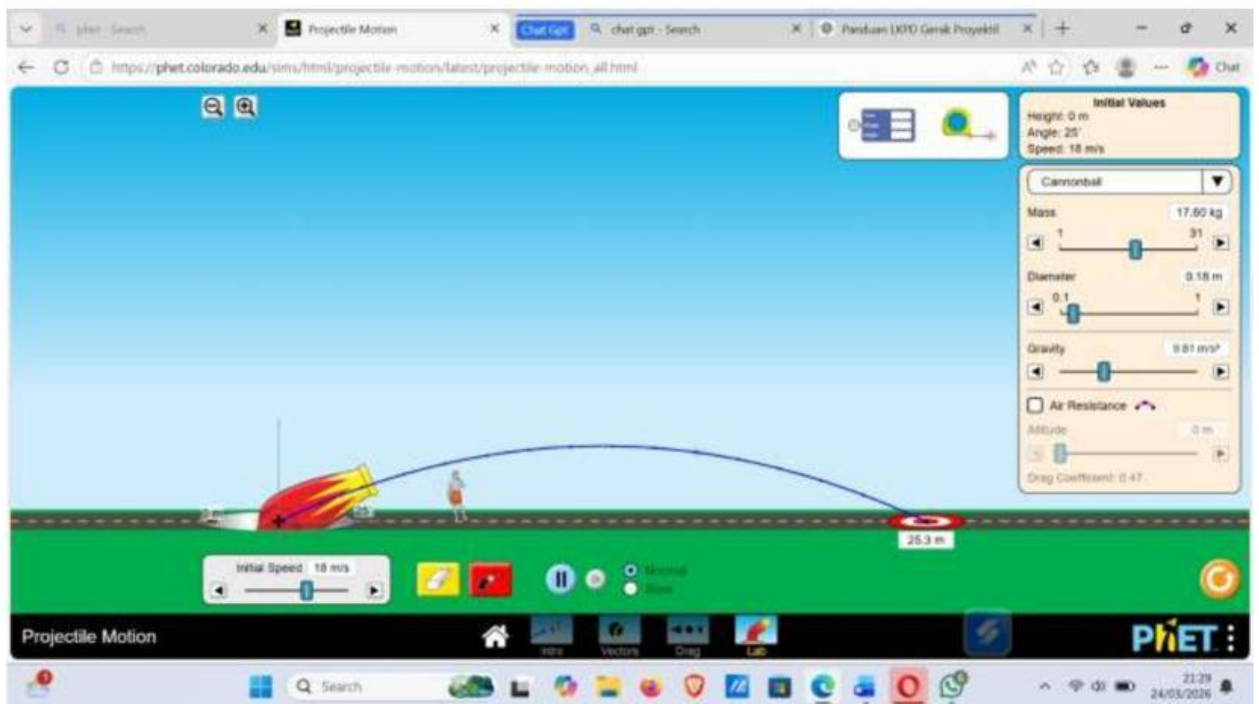 phet - Search
Projectile Motion
Chat Gpt
chat gpt - Search
Panduan LKPD Gerak Proyektil
https://phet.colorado.edu/sims/html/projectile-motion/latest/projectile-motion_all.html
Chat
Initial Values
Height: 0 m
Angle: 25°
Speed: 18 m/s
Cannonball
Mass
17.60 kg
1
31
Diameter
0.18 m
0.1
1
Gravity
9.81 m/s²
Air Resistance
Altitude
0 m
Drag Coefficient: 0.47
0 m
25°
25.3 m
Initial Speed
18 m/s
Normal
Slow
Projectile Motion
Intro
Vectors
Drag
Lab
PhET
Search
21:29
24/03/2026